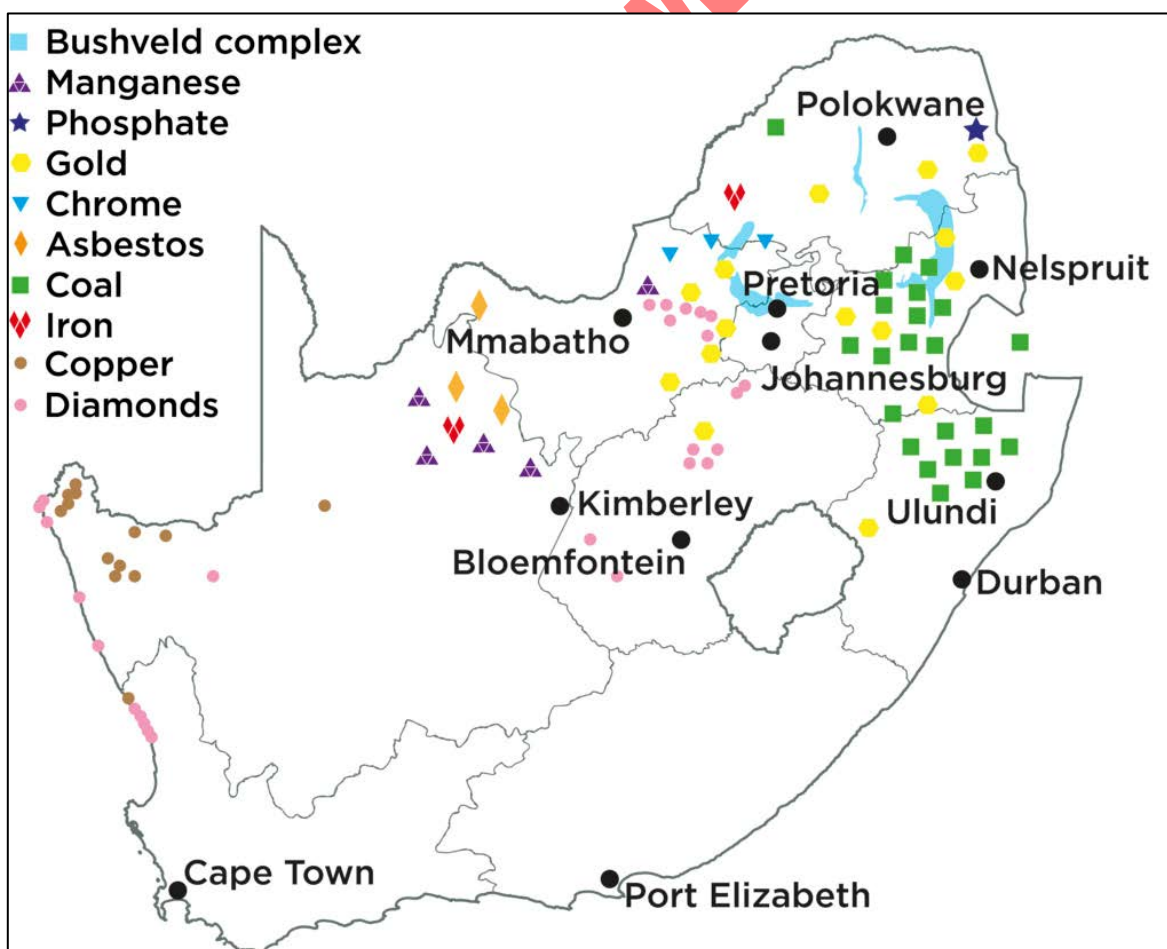 Bushveld complex
Manganese
Phosphate
Gold
Chrome
Asbestos
Coal
Iron
Copper
Diamonds
Polokwane
Nelspruit
Pretoria
Mmabatho
Johannesburg
Kimberley
Ulundi
Bloemfontein
Durban
Cape Town
Port Elizabeth